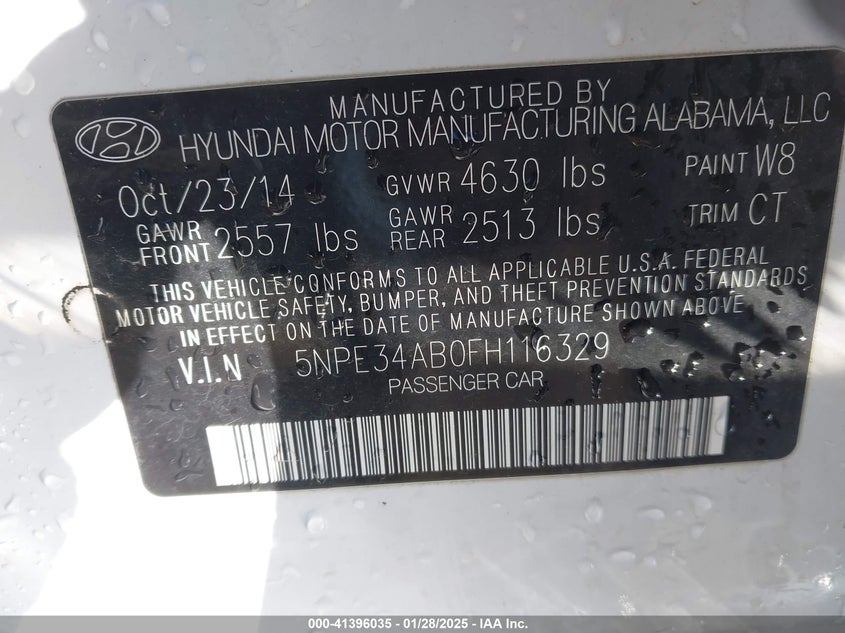 MANUFACTURED BY
HYUNDAI MOTOR MANUFACTURING ALABAMA, LLC
Oct/23/14 GVWR 4630 lbs PAINT W8
GAWR FRONT 2557 lbs GAWR REAR 2513 lbs TRIM CT
THIS VEHICLE CONFORMS TO ALL APPLICABLE U.S.A. FEDERAL
MOTOR VEHICLE SAFETY, BUMPER, AND THEFT PREVENTION STANDARDS
IN EFFECT ON THE DATE OF MANUFACTURE SHOWN ABOVE
V.I.N 5NPE34AB0FH116329
PASSENGER CAR
000-41396035 - 01/28/2025 - IA Auctions, Inc.